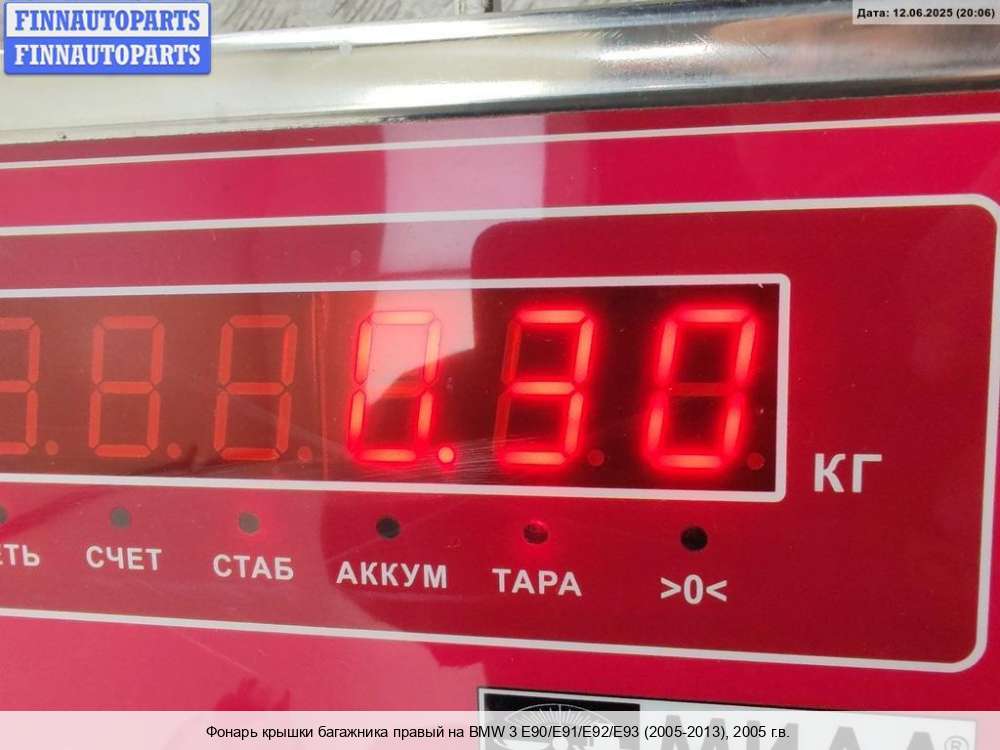 FINNAUTOPARTS
FINNAUTOPARTS
Дата: 12.06.2025 (20:06)
0.30
КГ
СЧЕТ
СТАБ
АККУМ
ТАРА
>0<
Фонарь крышки багажника правый на BMW 3 E90/E91/E92/E93 (2005-2013), 2005 г.в.